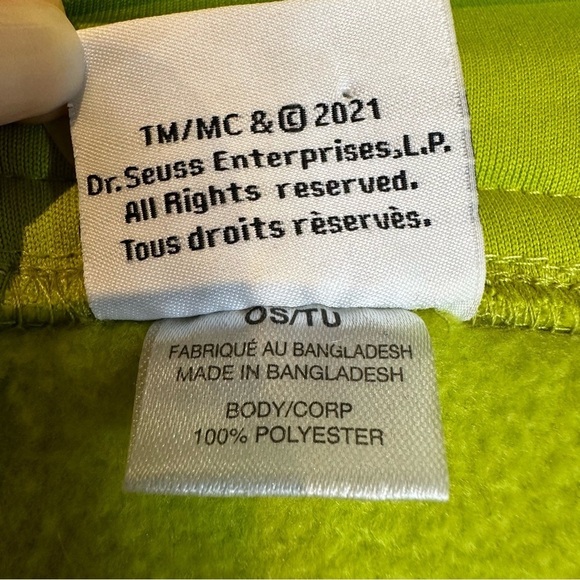 TM/MC & © 2021
Dr. Seuss Enterprises,L.P.
All Rights reserved.
Tous droits rèservès.
OS/TU
FABRIQUÉ AU BANGLADESH
MADE IN BANGLADESH
BODY/CORP
100% POLYESTER